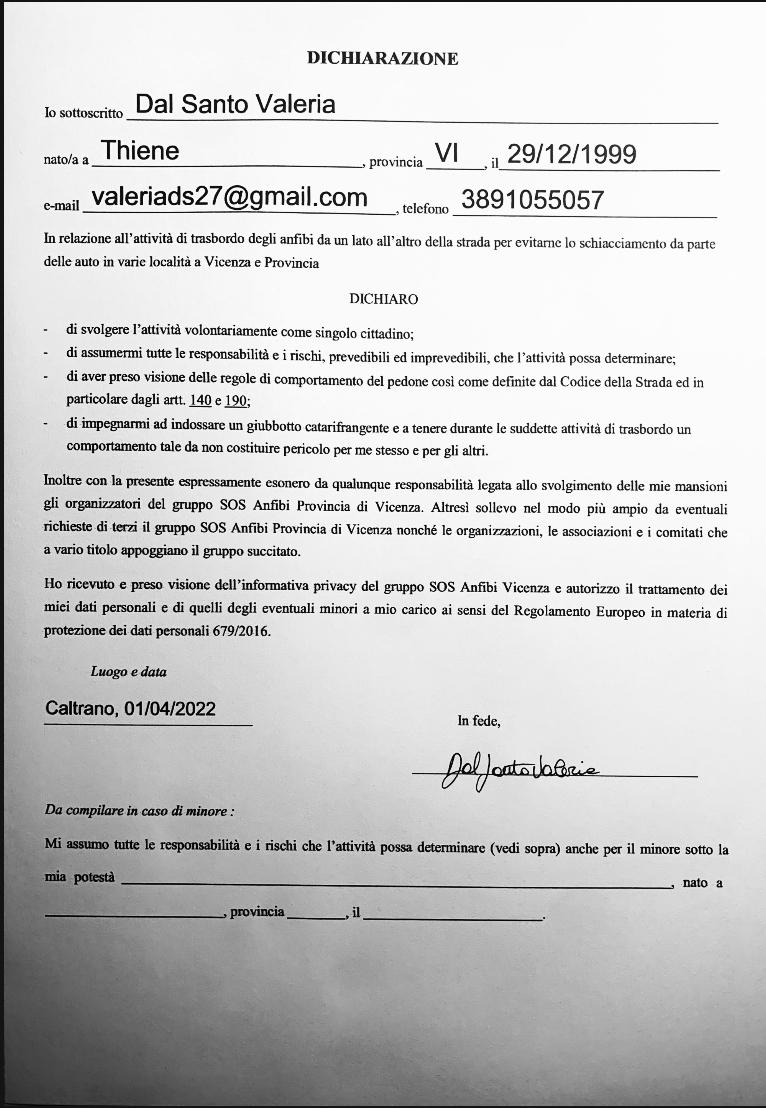 DICHIARAZIONE
Io sottoscritto Dal Santo Valeria
nato/a a Thiene, provincia VI, il 29/12/1999
e-mail valeriads27@gmail.com, telefono 3891055057
In relazione all'attività di trasbordo degli anfibi da un lato all'altro della strada per evitarne lo schiacciamento da parte
delle auto in varie località a Vicenza e Provincia
DICHIARO
- di svolgere l'attività volontariamente come singolo cittadino;
- di assumermi tutte le responsabilità e i rischi, prevedibili ed imprevedibili, che l'attività possa determinare;
- di aver preso visione delle regole di comportamento del pedone così come definite dal Codice della Strada ed in
particolare dagli artt. 140 e 190;
- di impegnarmi ad indossare un giubbotto catarifrangente e a tenere durante le suddette attività di trasbordo un
comportamento tale da non costituire pericolo per me stesso e per gli altri.
Inoltre con la presente espressamente esonero da qualunque responsabilità legata allo svolgimento delle mie mansioni
gli organizzatori del gruppo SOS Anfibi Provincia di Vicenza. Altresì sollevo nel modo più ampio da eventuali
richieste di terzi il gruppo SOS Anfibi Provincia di Vicenza nonché le organizzazioni, le associazioni e i comitati che
a vario titolo appoggiano il gruppo succitato.
Ho ricevuto e preso visione dell'informativa privacy del gruppo SOS Anfibi Vicenza e autorizzo il trattamento dei
miei dati personali e di quelli degli eventuali minori a mio carico ai sensi del Regolamento Europeo in materia di
protezione dei dati personali 679/2016.
Luogo e data
Caltrano, 01/04/2022
In fede,
Dal Santo Valeria
Da compilare in caso di minore :
Mi assumo tutte le responsabilità e i rischi che l'attività possa determinare (vedi sopra) anche per il minore sotto la
mia potestà ________, nato a
________, provincia ________, il ________.